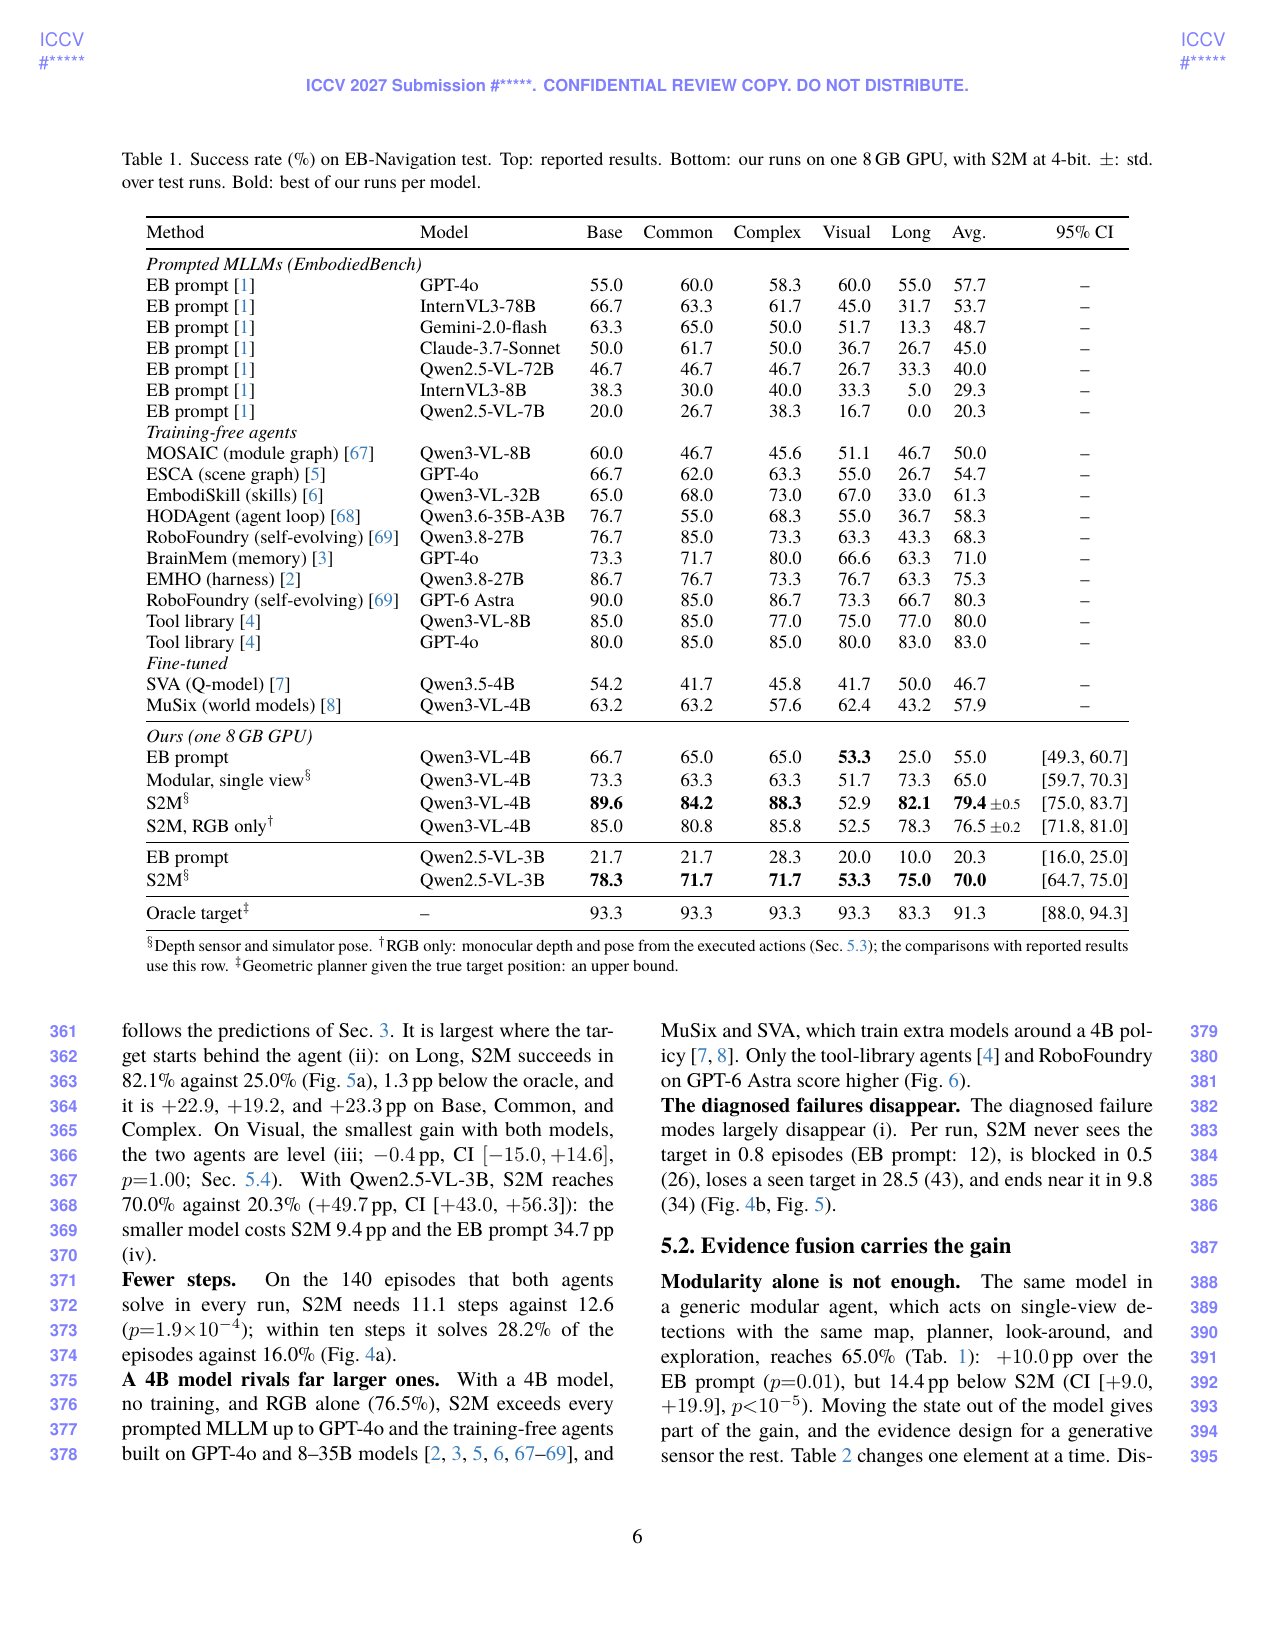 ICCV
#*****
ICCV
#*****
ICCV 2027 Submission #*****. CONFIDENTIAL REVIEW COPY. DO NOT DISTRIBUTE.
Table 1. Success rate (%) on EB-Navigation test. Top: reported results. Bottom: our runs on one 8 GB GPU, with S2M at 4-bit. ±: std.
over test runs. Bold: best of our runs per model.
Method Model Base Common Complex Visual Long Avg. 95% CI
Prompted MLLMs (EmbodiedBench)
EB prompt [1] GPT-4o 55.0 60.0 58.3 60.0 55.0 57.7 –
EB prompt [1] InternVL3-78B 66.7 63.3 61.7 45.0 31.7 53.7 –
EB prompt [1] Gemini-2.0-flash 63.3 65.0 50.0 51.7 13.3 48.7 –
EB prompt [1] Claude-3.7-Sonnet 50.0 61.7 50.0 36.7 26.7 45.0 –
EB prompt [1] Qwen2.5-VL-72B 46.7 46.7 46.7 26.7 33.3 40.0 –
EB prompt [1] InternVL3-8B 38.3 30.0 40.0 33.3 5.0 29.3 –
EB prompt [1] Qwen2.5-VL-7B 20.0 26.7 38.3 16.7 0.0 20.3 –
Training-free agents
MOSAIC (module graph) [67] Qwen3-VL-8B 60.0 46.7 45.6 51.1 46.7 50.0 –
ESCA (scene graph) [5] GPT-4o 66.7 62.0 63.3 55.0 26.7 54.7 –
EmbodiSkill (skills) [6] Qwen3-VL-32B 65.0 68.0 73.0 67.0 33.0 61.3 –
HODAgent (agent loop) [68] Qwen3.6-35B-A3B 76.7 55.0 68.3 55.0 36.7 58.3 –
RoboFoundry (self-evolving) [69] Qwen3.8-27B 76.7 85.0 73.3 63.3 43.3 68.3 –
BrainMem (memory) [3] GPT-4o 73.3 71.7 80.0 66.6 63.3 71.0 –
EMHO (harness) [2] Qwen3.8-27B 86.7 76.7 73.3 76.7 63.3 75.3 –
RoboFoundry (self-evolving) [69] GPT-6 Astra 90.0 85.0 86.7 73.3 66.7 80.3 –
Tool library [4] Qwen3-VL-8B 85.0 85.0 77.0 75.0 77.0 80.0 –
Tool library [4] GPT-4o 80.0 85.0 85.0 80.0 83.0 83.0 –
Fine-tuned
SVA (Q-model) [7] Qwen3.5-4B 54.2 41.7 45.8 41.7 50.0 46.7 –
MuSix (world models) [8] Qwen3-VL-4B 63.2 63.2 57.6 62.4 43.2 57.9 –
Ours (one 8 GB GPU)
EB prompt Qwen3-VL-4B 66.7 65.0 65.0 53.3 25.0 55.0 [49.3, 60.7]
Modular, single view§ Qwen3-VL-4B 73.3 63.3 63.3 51.7 73.3 65.0 [59.7, 70.3]
S2M§ Qwen3-VL-4B 89.6 84.2 88.3 52.9 82.1 79.4 ±0.5 [75.0, 83.7]
S2M, RGB only† Qwen3-VL-4B 85.0 80.8 85.8 52.5 78.3 76.5 ±0.2 [71.8, 81.0]
EB prompt Qwen2.5-VL-3B 21.7 21.7 28.3 20.0 10.0 20.3 [16.0, 25.0]
S2M§ Qwen2.5-VL-3B 78.3 71.7 71.7 53.3 75.0 70.0 [64.7, 75.0]
Oracle target‡ – 93.3 93.3 93.3 93.3 83.3 91.3 [88.0, 94.3]
§Depth sensor and simulator pose. †RGB only: monocular depth and pose from the executed actions (Sec. 5.3); the comparisons with reported results
use this row. ‡Geometric planner given the true target position: an upper bound.
361 follows the predictions of Sec. 3. It is largest where the tar-
362 get starts behind the agent (ii): on Long, S2M succeeds in
363 82.1% against 25.0% (Fig. 5a), 1.3 pp below the oracle, and
364 it is +22.9, +19.2, and +23.3 pp on Base, Common, and
365 Complex. On Visual, the smallest gain with both models,
366 the two agents are level (iii; −0.4 pp, CI [−15.0, +14.6],
367 p=1.00; Sec. 5.4). With Qwen2.5-VL-3B, S2M reaches
368 70.0% against 20.3% (+49.7 pp, CI [+43.0, +56.3]): the
369 smaller model costs S2M 9.4 pp and the EB prompt 34.7 pp
370 (iv).
371 Fewer steps. On the 140 episodes that both agents
372 solve in every run, S2M needs 11.1 steps against 12.6
373 (p=1.9×10−4); within ten steps it solves 28.2% of the
374 episodes against 16.0% (Fig. 4a).
375 A 4B model rivals far larger ones. With a 4B model,
376 no training, and RGB alone (76.5%), S2M exceeds every
377 prompted MLLM up to GPT-4o and the training-free agents
378 built on GPT-4o and 8–35B models [2, 3, 5, 6, 67–69], and
MuSix and SVA, which train extra models around a 4B pol- 379
icy [7, 8]. Only the tool-library agents [4] and RoboFoundry 380
on GPT-6 Astra score higher (Fig. 6). 381
The diagnosed failures disappear. The diagnosed failure 382
modes largely disappear (i). Per run, S2M never sees the 383
target in 0.8 episodes (EB prompt: 12), is blocked in 0.5 384
(26), loses a seen target in 28.5 (43), and ends near it in 9.8 385
(34) (Fig. 4b, Fig. 5). 386
5.2. Evidence fusion carries the gain 387
Modularity alone is not enough. The same model in 388
a generic modular agent, which acts on single-view de- 389
tections with the same map, planner, look-around, and 390
exploration, reaches 65.0% (Tab. 1): +10.0 pp over the 391
EB prompt (p=0.01), but 14.4 pp below S2M (CI [+9.0, 392
+19.9], p<10−5). Moving the state out of the model gives 393
part of the gain, and the evidence design for a generative 394
sensor the rest. Table 2 changes one element at a time. Dis- 395
6